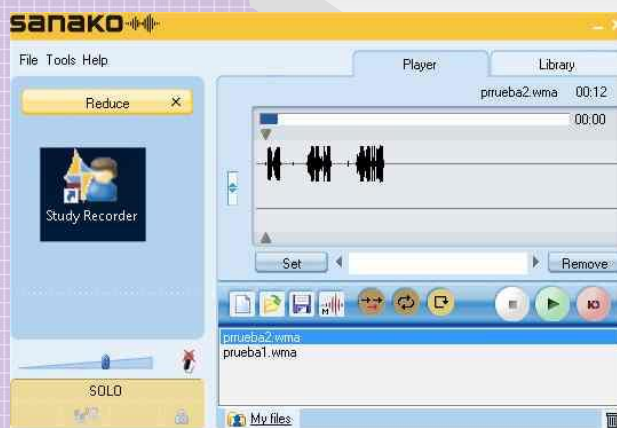 sanako
File Tools Help
Player
Library
Reduce
×
prrueba2.wma 00:12
00:00
Study Recorder
Set
Remove
M
prrueba2.wma
prueba1.wma
SOLO
My files